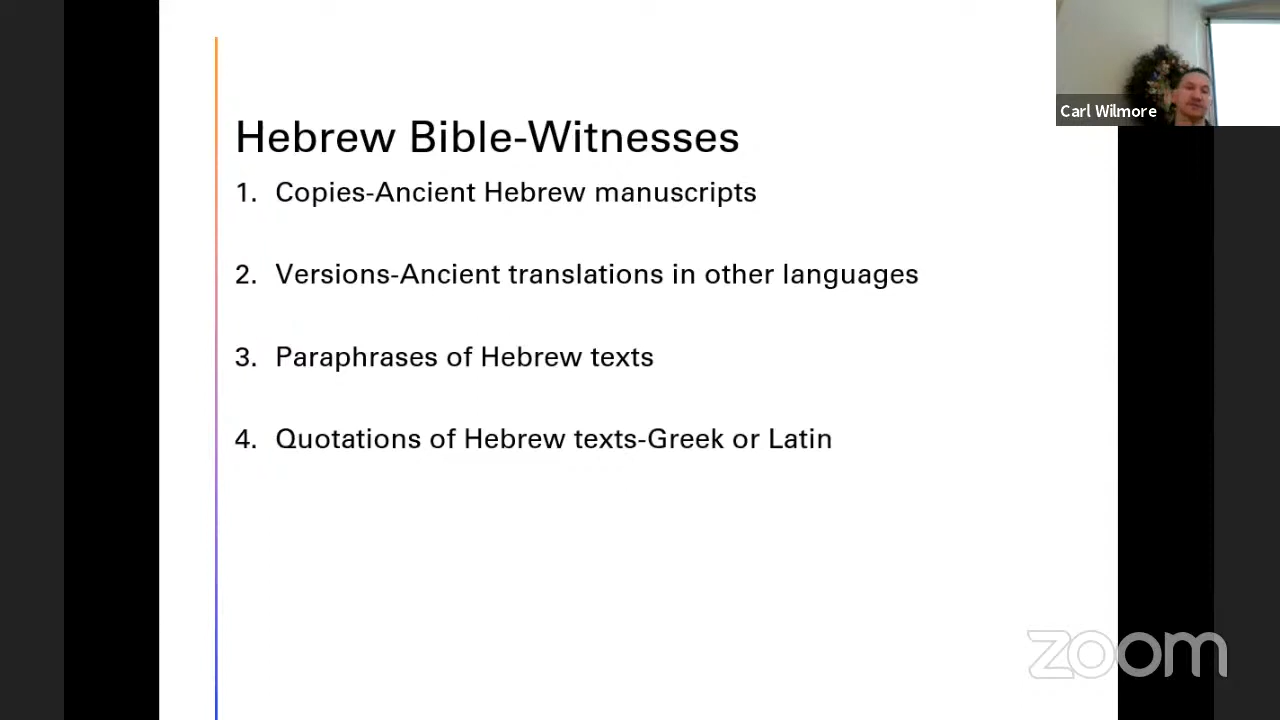 Hebrew Bible-Witnesses
1. Copies-Ancient Hebrew manuscripts
2. Versions-Ancient translations in other languages
3. Paraphrases of Hebrew texts
4. Quotations of Hebrew texts-Greek or Latin
Carl Wilmore
zoom